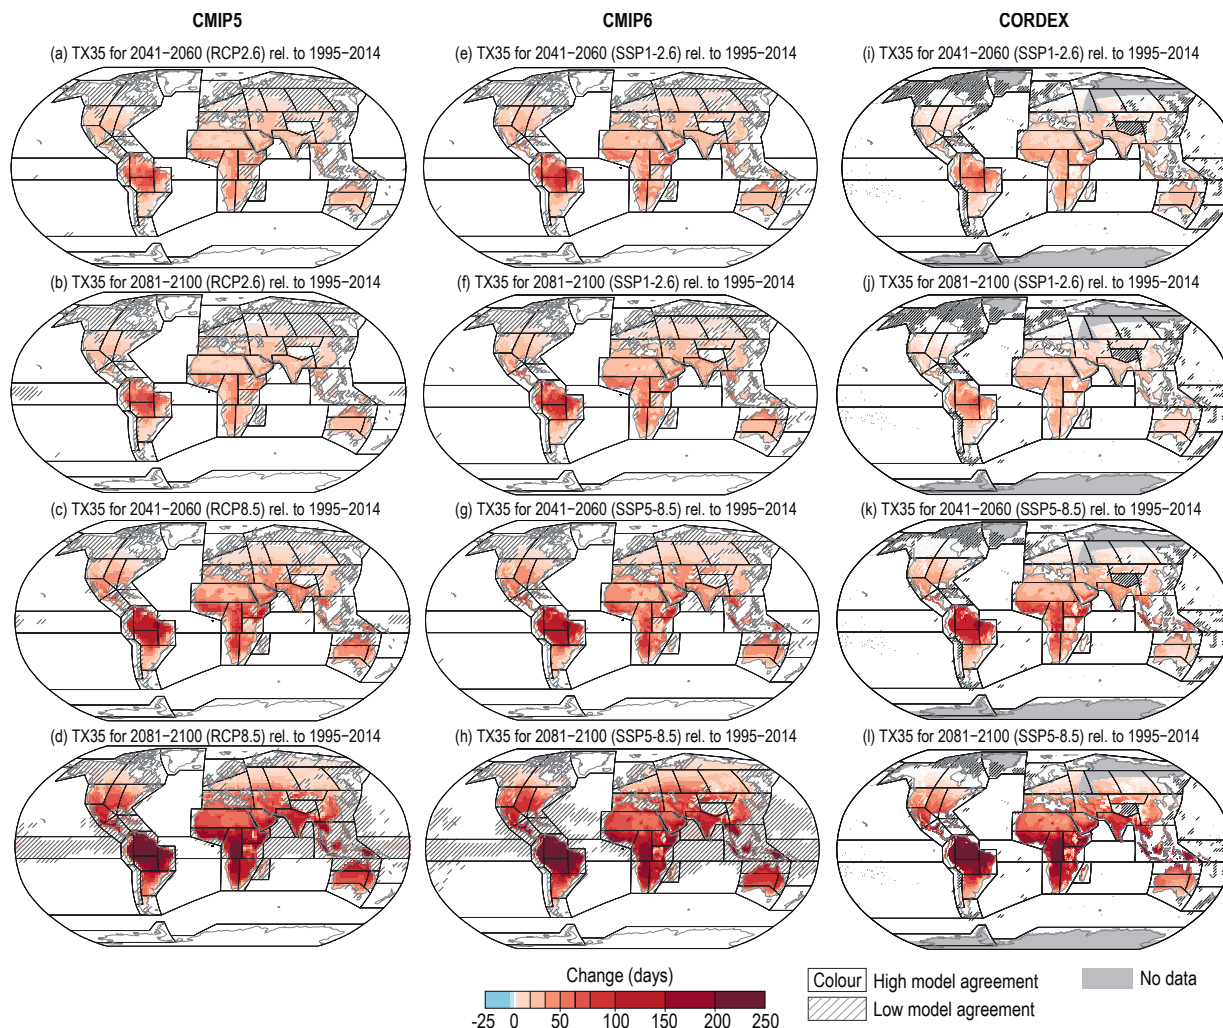 CMIP5 CMIP6 CORDEX
(a) TX35 for 2041−2060 (RCP2.6) rel. to 1995−2014 (e) TX35 for 2041−2060 (SSP1-2.6) rel. to 1995−2014 (i) TX35 for 2041−2060 (SSP1-2.6) rel. to 1995−2014
(b) TX35 for 2081−2100 (RCP2.6) rel. to 1995−2014 (f) TX35 for 2081−2100 (SSP1-2.6) rel. to 1995−2014 (j) TX35 for 2081−2100 (SSP1-2.6) rel. to 1995−2014
(c) TX35 for 2041−2060 (RCP8.5) rel. to 1995−2014 (g) TX35 for 2041−2060 (SSP5-8.5) rel. to 1995−2014 (k) TX35 for 2041−2060 (SSP5-8.5) rel. to 1995−2014
(d) TX35 for 2081−2100 (RCP8.5) rel. to 1995−2014 (h) TX35 for 2081−2100 (SSP5-8.5) rel. to 1995−2014 (l) TX35 for 2081−2100 (SSP5-8.5) rel. to 1995−2014
Change (days) Colour High model agreement No data
Low model agreement
-25 0 50 100 150 200 250